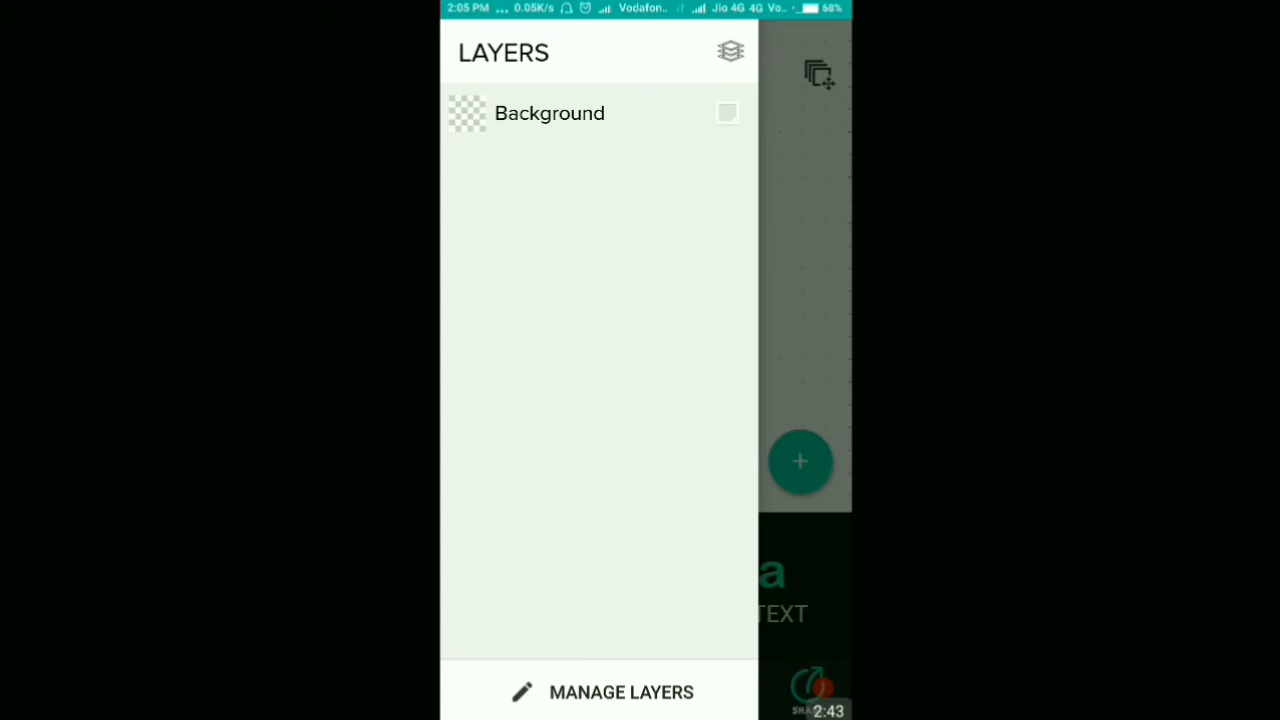 2:05 PM ... 0.05K/s Vodafon.. Jio 4G 4G Vo.. 68%
LAYERS
Background
a
TEXT
MANAGE LAYERS
2:43